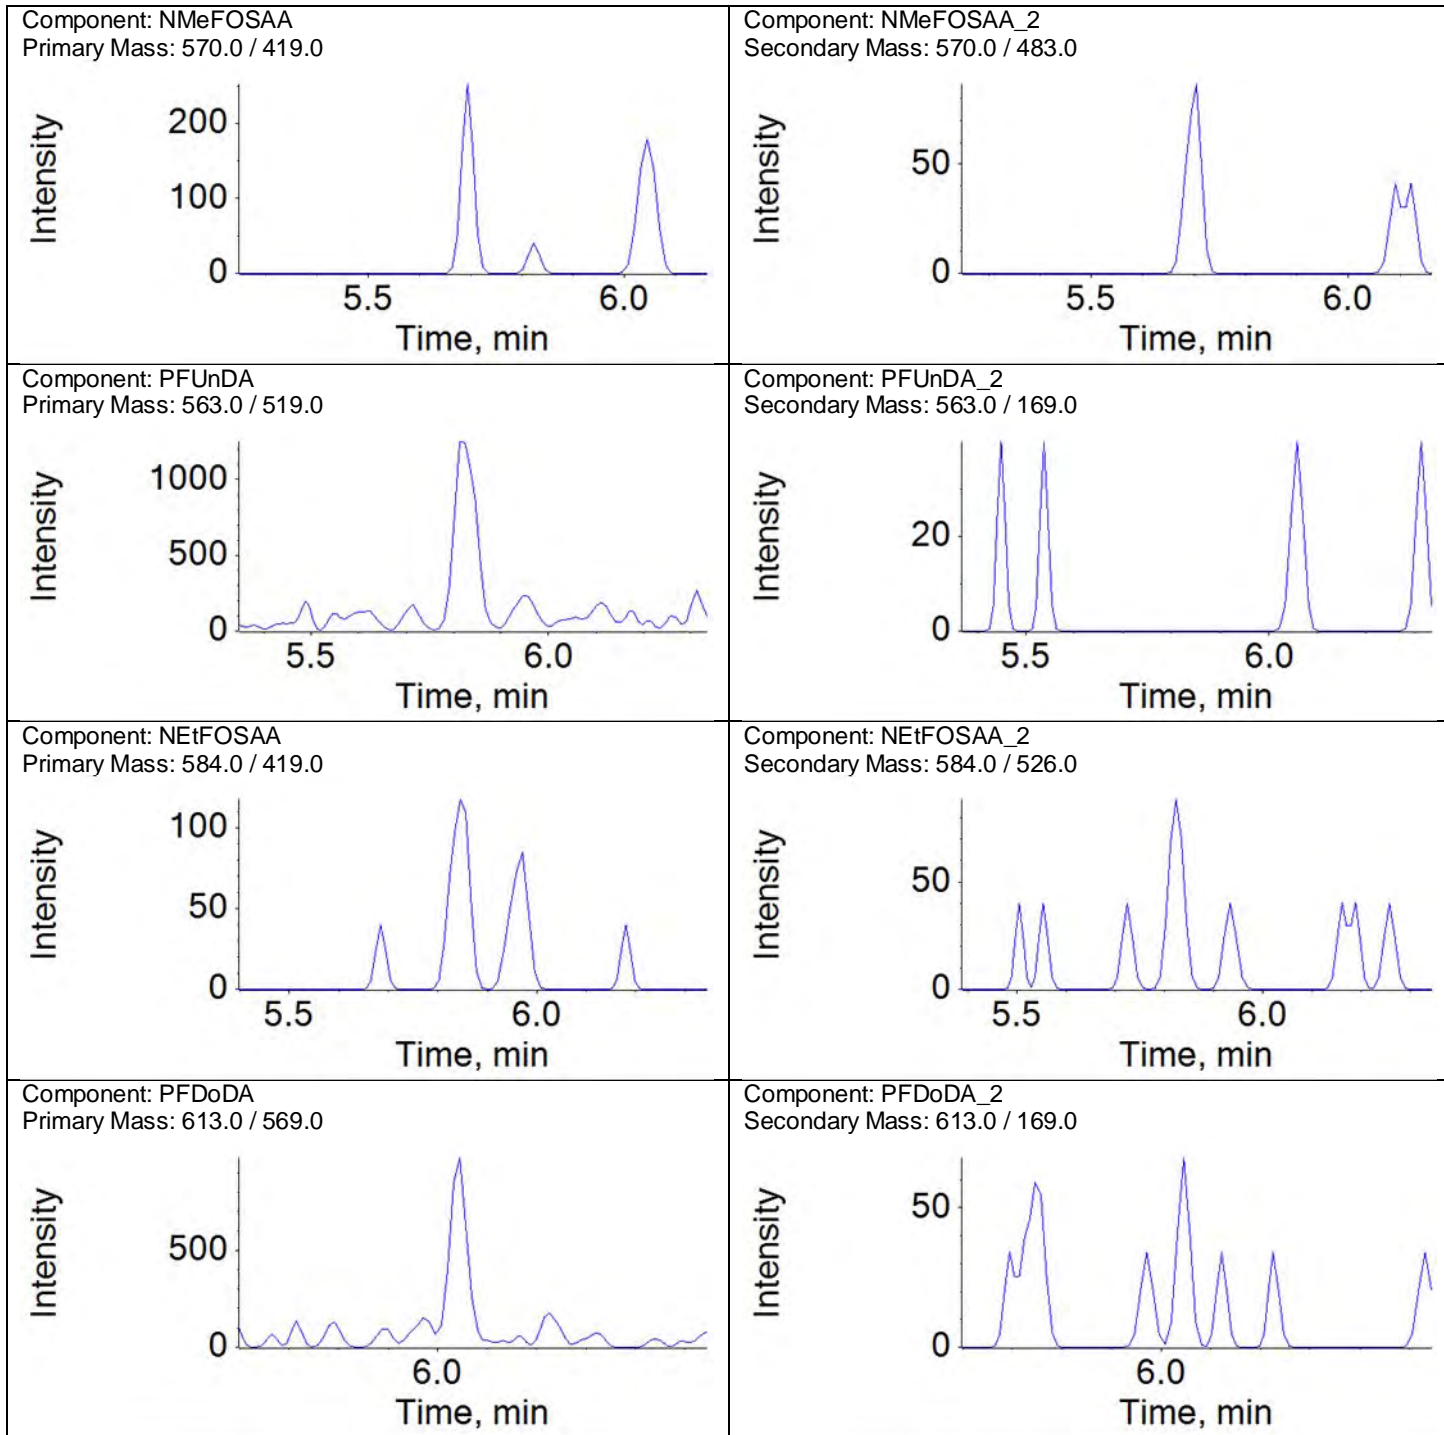 Component: NMeFOSAA
Primary Mass: 570.0 / 419.0
Intensity
200
100
0
5.5 6.0
Time, min
Component: NMeFOSAA_2
Secondary Mass: 570.0 / 483.0
Intensity
50
0
5.5 6.0
Time, min
Component: PFUnDA
Primary Mass: 563.0 / 519.0
Intensity
1000
500
0
5.5 6.0
Time, min
Component: PFUnDA_2
Secondary Mass: 563.0 / 169.0
Intensity
20
0
5.5 6.0
Time, min
Component: NEtFOSAA
Primary Mass: 584.0 / 419.0
Intensity
100
50
0
5.5 6.0
Time, min
Component: NEtFOSAA_2
Secondary Mass: 584.0 / 526.0
Intensity
50
0
5.5 6.0
Time, min
Component: PFDoDA
Primary Mass: 613.0 / 569.0
Intensity
500
0
6.0
Time, min
Component: PFDoDA_2
Secondary Mass: 613.0 / 169.0
Intensity
50
0
6.0
Time, min